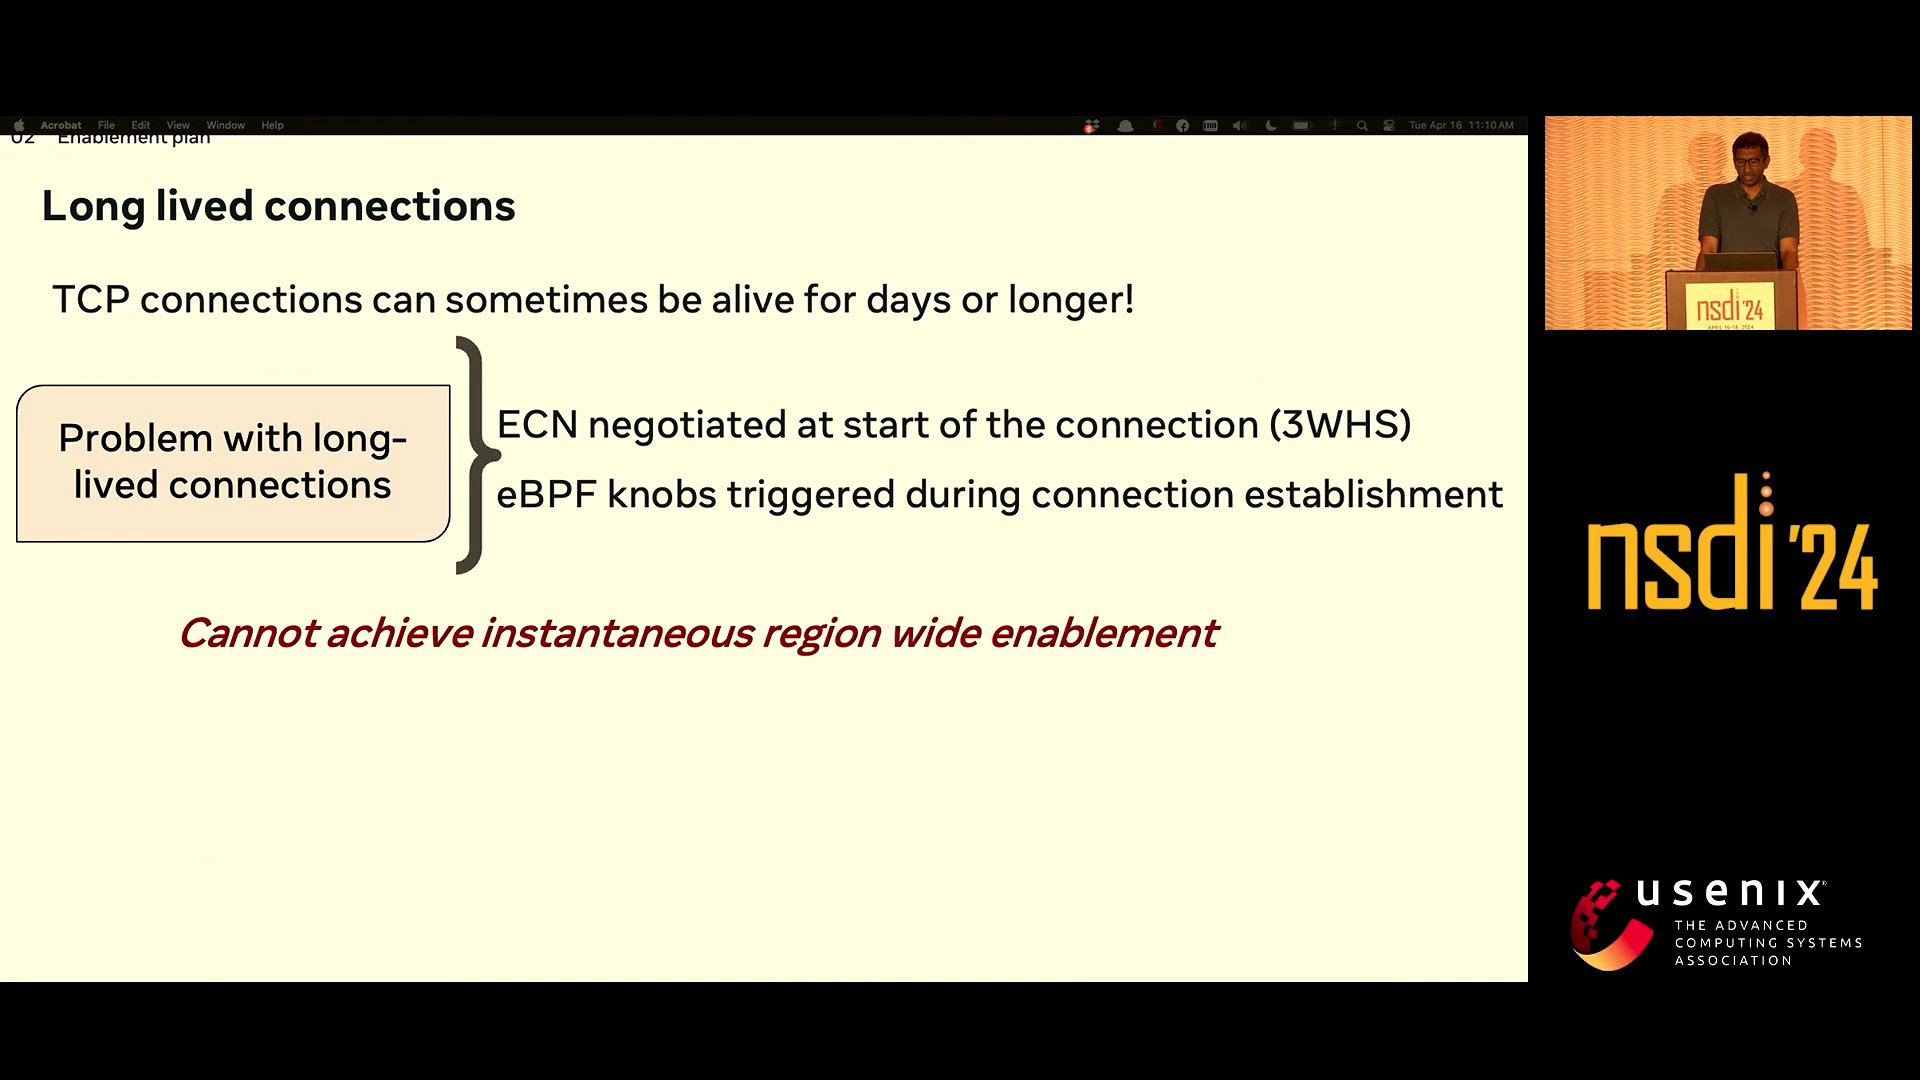 Acrobat File Edit View Window Help Tue Apr 16 11:10 AM
02 Enablement plan
Long lived connections
TCP connections can sometimes be alive for days or longer!
Problem with long-
lived connections
ECN negotiated at start of the connection (3WHS)
eBPF knobs triggered during connection establishment
Cannot achieve instantaneous region wide enablement
nsdi '24
APRIL 16-18, 2024
nsdi '24
usenix
THE ADVANCED
COMPUTING SYSTEMS
ASSOCIATION